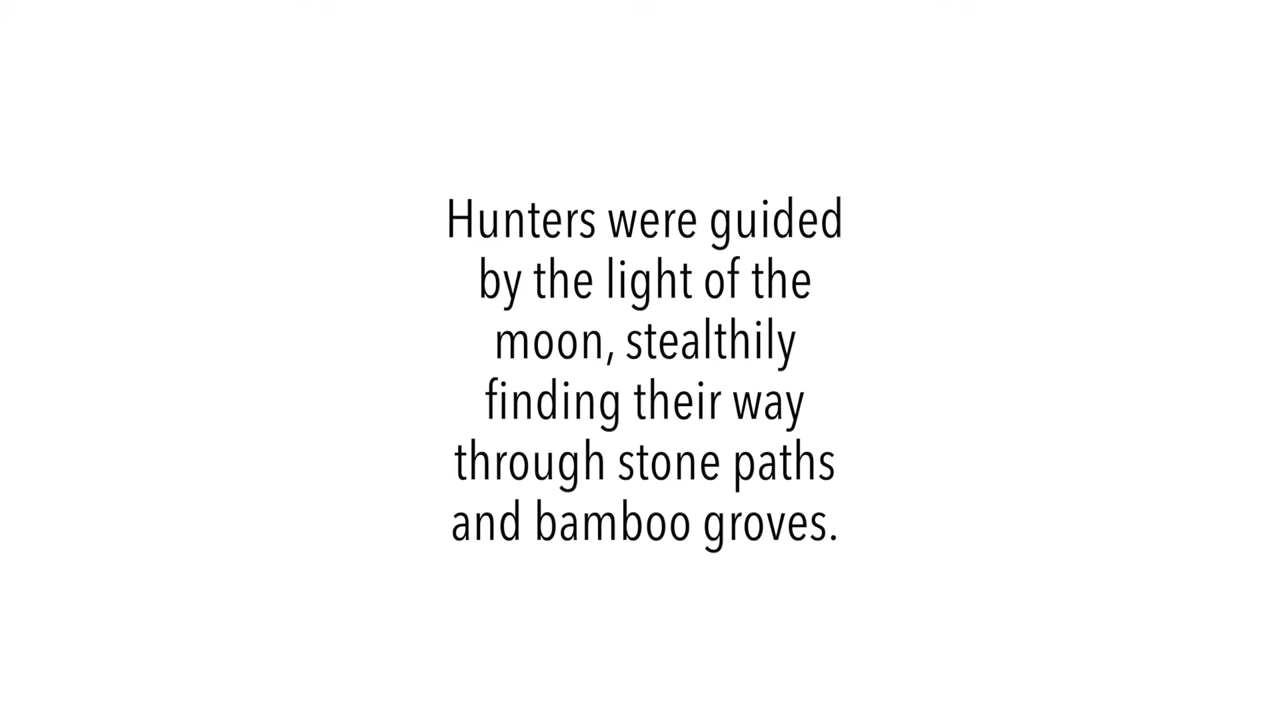 Hunters were guided
by the light of the
moon, stealthily
finding their way
through stone paths
and bamboo groves.